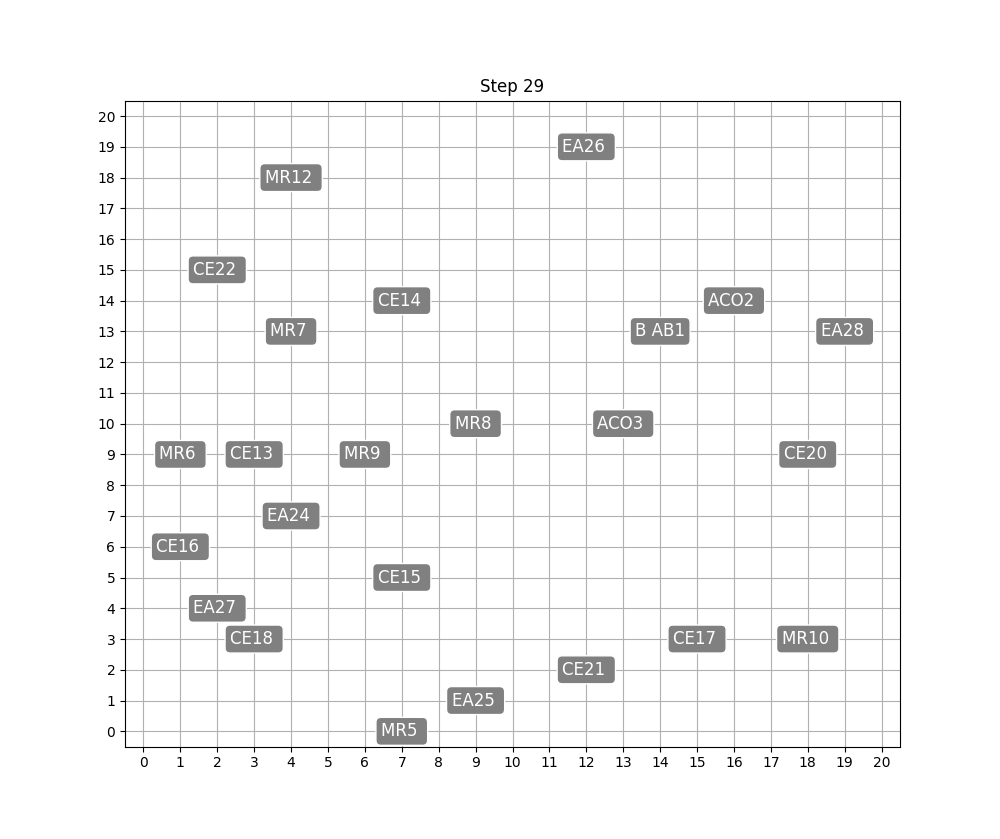 Step 29
20
19 EA26
18 MR12
17
16
15 CE22
14 CE14 ACO2
13 MR7 B AB1 EA28
12
11
10 MR8 ACO3
9 MR6 CE13 MR9 CE20
8
7 EA24
6 CE16
5 CE15
4 EA27
3 CE18 CE17 MR10
2 CE21
1 EA25
0 MR5
0 1 2 3 4 5 6 7 8 9 10 11 12 13 14 15 16 17 18 19 20